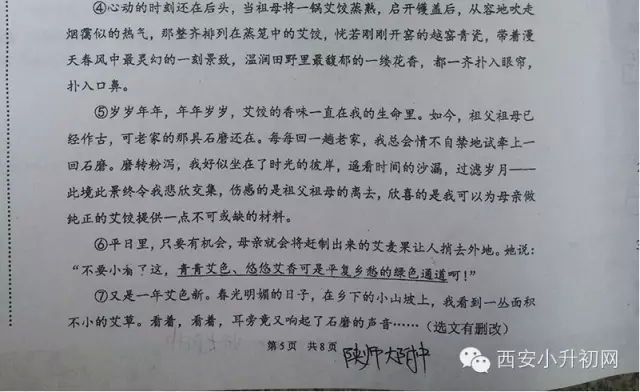 ④心动的时刻还在后头，当祖母将一锅艾饺蒸熟，启开镬盖后，从容地吹走
烟霭似的热气，那整齐排列在蒸笼中的艾饺，恍若刚刚开窑的越窑青瓷，带着漫
天春风中最灵幻的一刻景致，温润田野里最馥郁的一缕花香，都一齐扑入眼帘，
扑入口鼻。
⑤岁岁年年，年年岁岁，艾饺的香味一直在我的生命里。如今，祖父祖母已
经作古，可老家的那具石磨还在。每每回一趟老家，我总会情不自禁地试牵上一
回石磨。磨转粉泻，我好似坐在了时光的彼岸，遥看时间的沙漏，过滤岁月——
此境此景终令我悲欣交集，伤感的是祖父祖母的离去，欣喜的是我可以为母亲做
纯正的艾饺提供一点不可或缺的材料。
⑥平日里，只要有机会，母亲就会将赶制出来的艾麦果让人捎去外地。她说：
“不要小看了这，青青艾色、悠悠艾香可是平复乡愁的绿色通道啊！”
⑦又是一年艾色新。春光明媚的日子，在乡下的小山坡上，我看到一丛面积
不小的艾草。看着，看着，耳旁竟又响起了石磨的声音……（选文有删改）
第5页 共8页 陕师大附中
西安小升初网